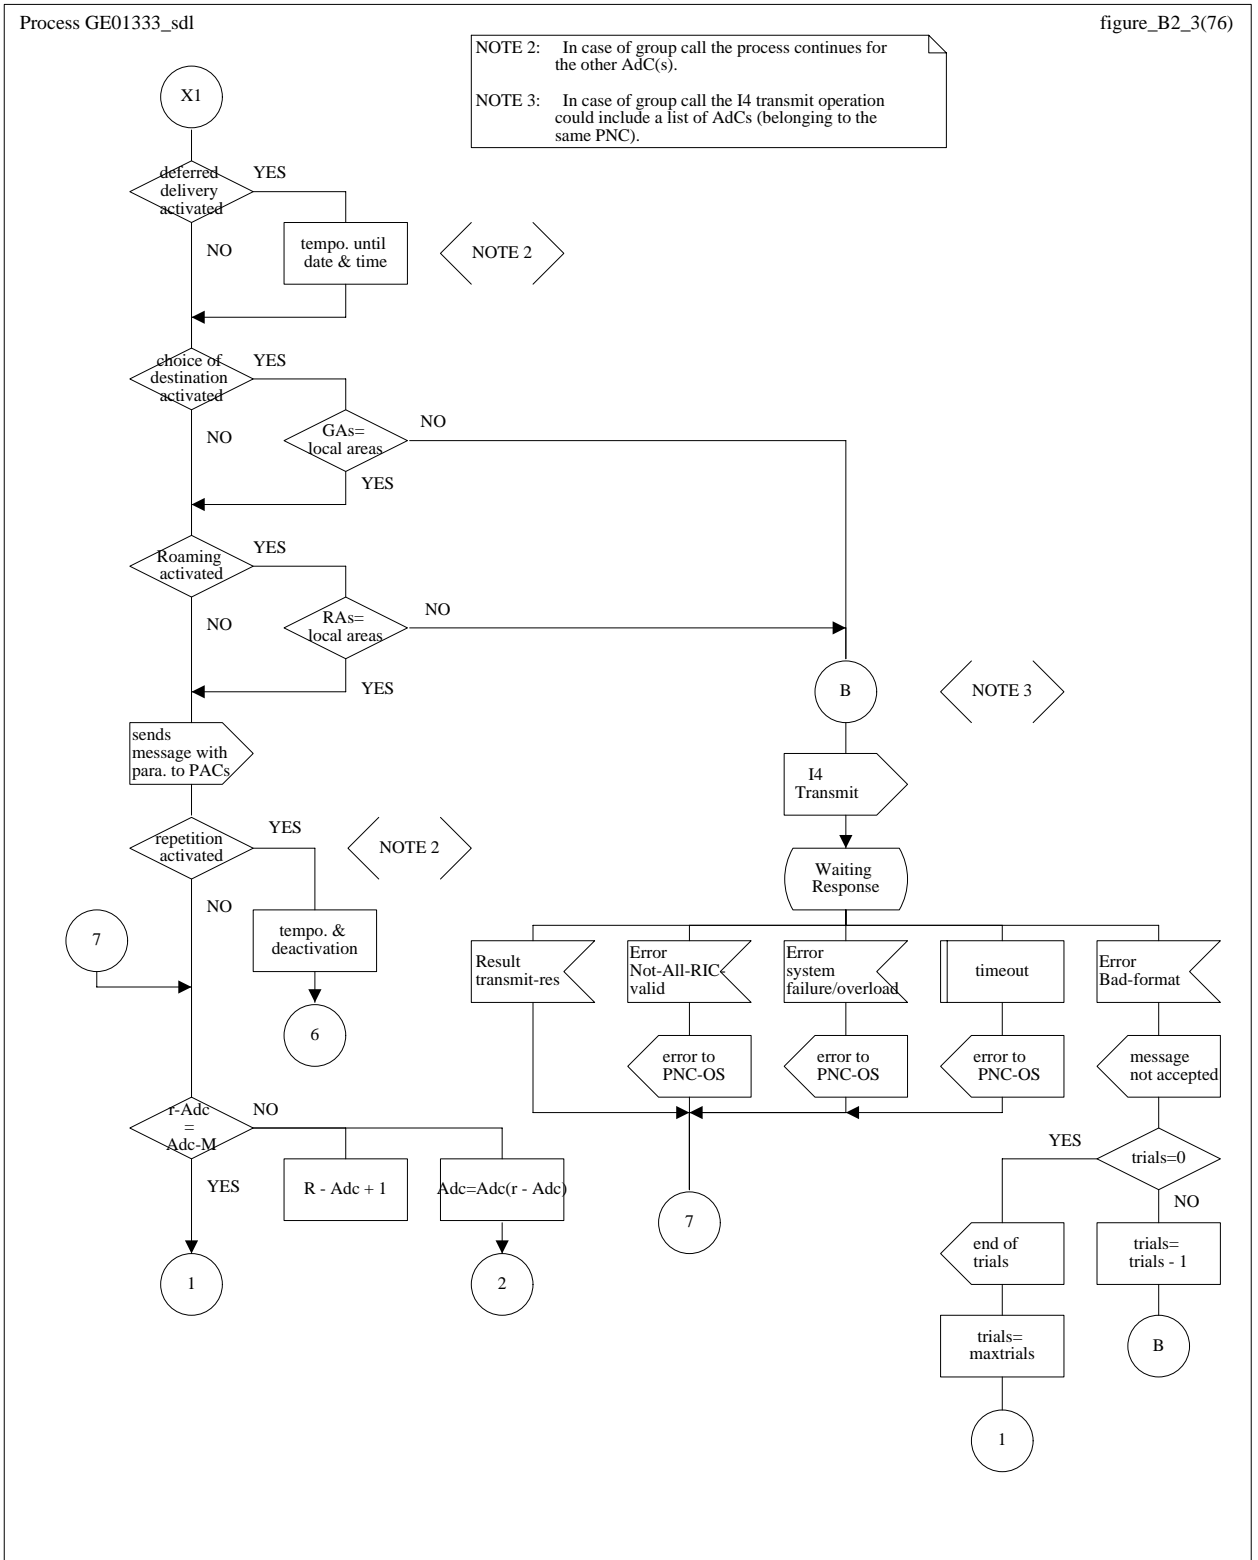 Process GE01333_sdl
figure_B2_3(76)
NOTE 2: In case of group call the process continues for
the other AdC(s).
NOTE 3: In case of group call the I4 transmit operation
could include a list of AdCs (belonging to the
same PNC).
X1
deferred
delivery
activated
YES
NO
tempo. until
date & time
NOTE 2
choice of
destination
activated
YES
NO
GAs=
local areas
NO
YES
Roaming
activated
YES
NO
RAs=
local areas
NO
YES
B
NOTE 3
sends
message with
para. to PACs
I4
Transmit
repetition
activated
YES
NO
NOTE 2
Waiting
Response
7
tempo. &
deactivation
6
Result
transmit-res
Error
Not-All-RIC-
valid
Error
system
failure/overload
timeout
Error
Bad-format
error to
PNC-OS
error to
PNC-OS
error to
PNC-OS
message
not accepted
r-Adc
=
Adc-M
NO
YES
R - Adc + 1
Adc=Adc(r - Adc)
7
YES
trials=0
NO
end of
trials
trials=
trials - 1
1
2
trials=
maxtrials
B
1